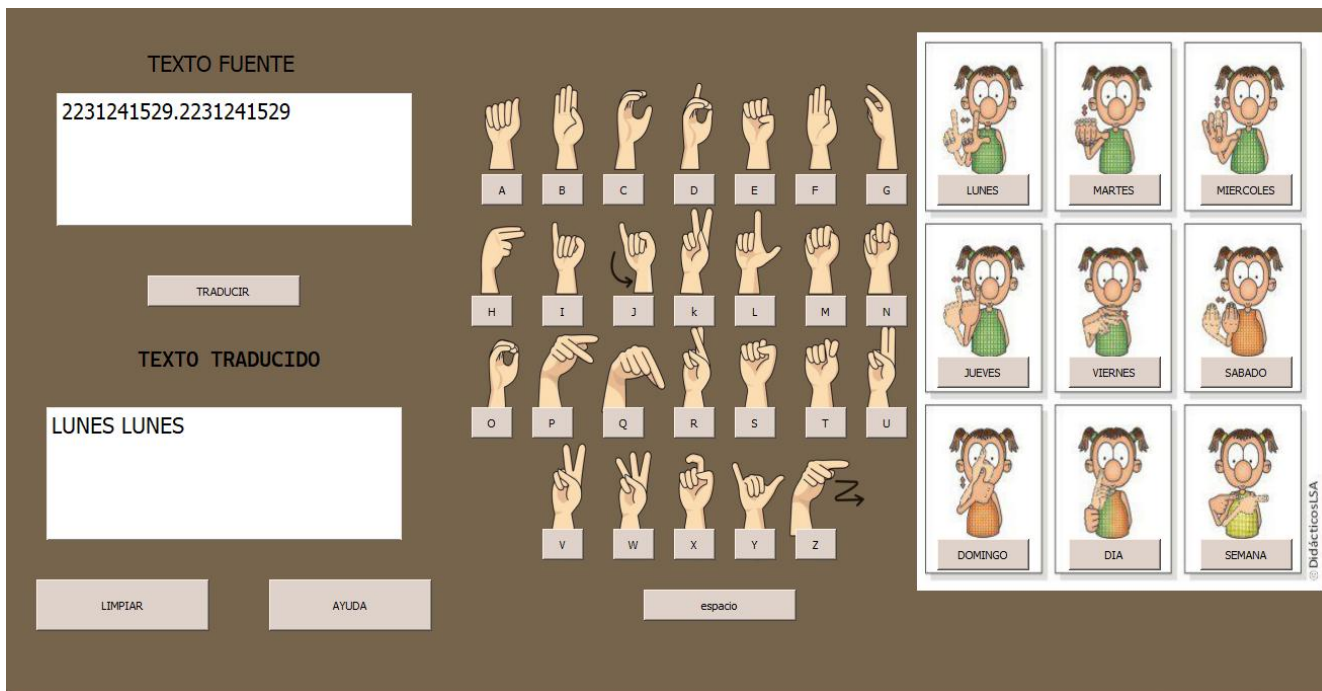 TEXTO FUENTE
2231241529.2231241529
TRADUCIR
TEXTO TRADUCIDO
LUNES LUNES
LIMPIAR
AYUDA
A
B
C
D
E
F
G
H
I
J
k
L
M
N
O
P
Q
R
S
T
U
V
W
X
Y
Z
espacio
LUNES
MARTES
MIERCOLES
JUEVES
VIERNES
SABADO
DOMINGO
DIA
SEMANA
© DidácticosLSA